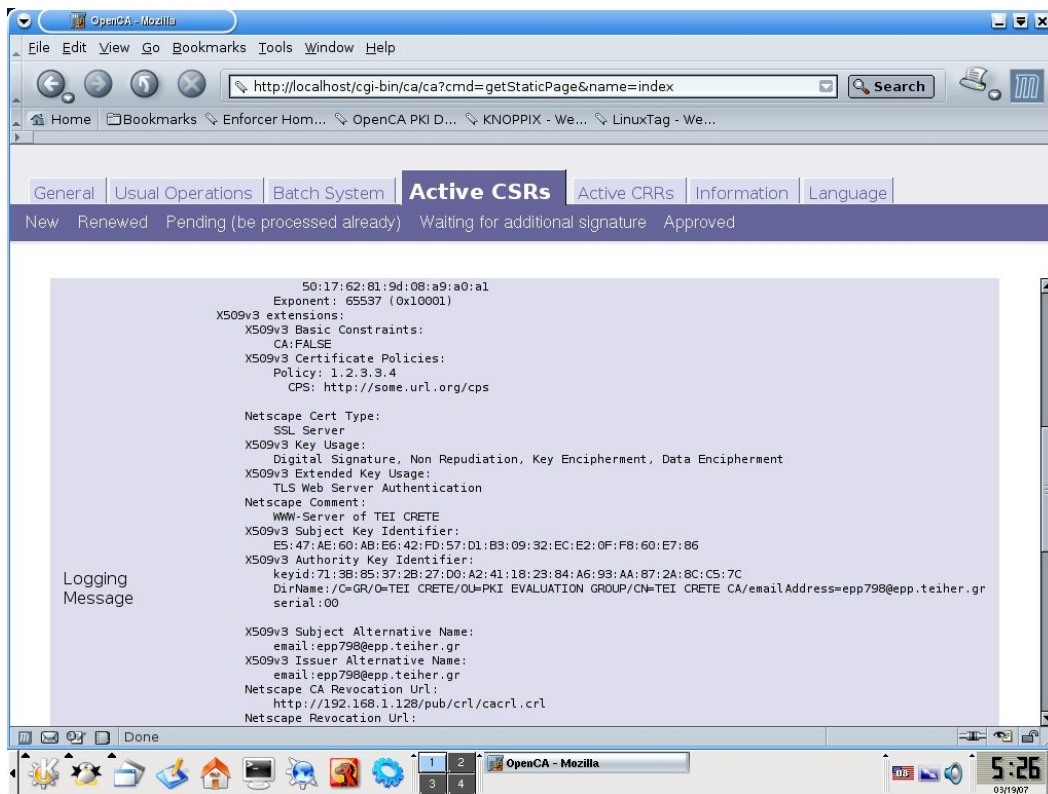 OpenCA - Mozilla
File Edit View Go Bookmarks Tools Window Help
http://localhost/cgi-bin/ca/ca?cmd=getStaticPage&name=index
Search
Home Bookmarks Enforcer Hom... OpenCA PKI D... KNOPPIX - We... LinuxTag - We...
General Usual Operations Batch System Active CSRs Active CRRs Information Language
New Renewed Pending (be processed already) Waiting for additional signature Approved
50:17:62:81:9d:08:a9:a0:a1
Exponent: 65537 (0x10001)
X509v3 extensions:
X509v3 Basic Constraints:
CA:FALSE
X509v3 Certificate Policies:
Policy: 1.2.3.3.4
CPS: http://some.url.org/cps
Netscape Cert Type:
SSL Server
X509v3 Key Usage:
Digital Signature, Non Repudiation, Key Encipherment, Data Encipherment
X509v3 Extended Key Usage:
TLS Web Server Authentication
Netscape Comment:
WWW-Server of TEI CRETE
X509v3 Subject Key Identifier:
E5:47:AE:60:AB:E6:42:FD:57:D1:B3:09:32:EC:E2:0F:F8:60:E7:86
X509v3 Authority Key Identifier:
keyid:71:3B:85:37:2B:27:D0:A2:41:18:23:84:A6:93:AA:87:2A:8C:C5:7C
DirName:/C=GR/O=TEI CRETE/OU=PKI EVALUATION GROUP/CN=TEI CRETE CA/emailAddress=epp798@epp.teiher.gr
serial:00
Logging
Message
X509v3 Subject Alternative Name:
email:epp798@epp.teiher.gr
X509v3 Issuer Alternative Name:
email:epp798@epp.teiher.gr
Netscape CA Revocation Url:
http://192.168.1.128/pub/crl/cacrl.crl
Netscape Revocation Url:
Done
1 2
3 4
OpenCA - Mozilla
US
5:26
03/19/07